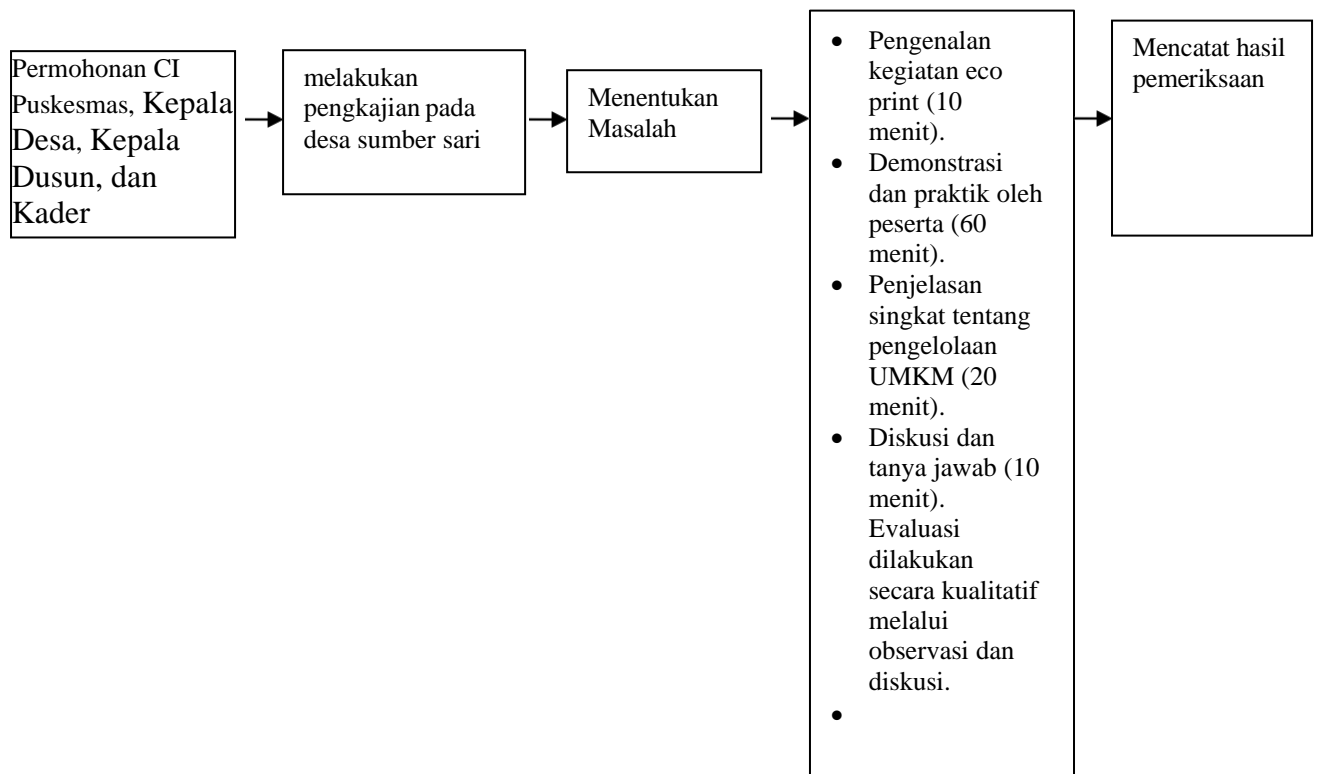 Permohonan CI
Puskesmas, Kepala
Desa, Kepala
Dusun, dan
Kader
melakukan
pengkajian pada
desa sumber sari
Menentukan
Masalah
• Pengenalan
kegiatan eco
print (10
menit).
• Demonstrasi
dan praktik oleh
peserta (60
menit).
• Penjelasan
singkat tentang
pengelolaan
UMKM (20
menit).
• Diskusi dan
tanya jawab (10
menit).
Evaluasi
dilakukan
secara kualitatif
melalui
observasi dan
diskusi.
•
Mencatat hasil
pemeriksaan